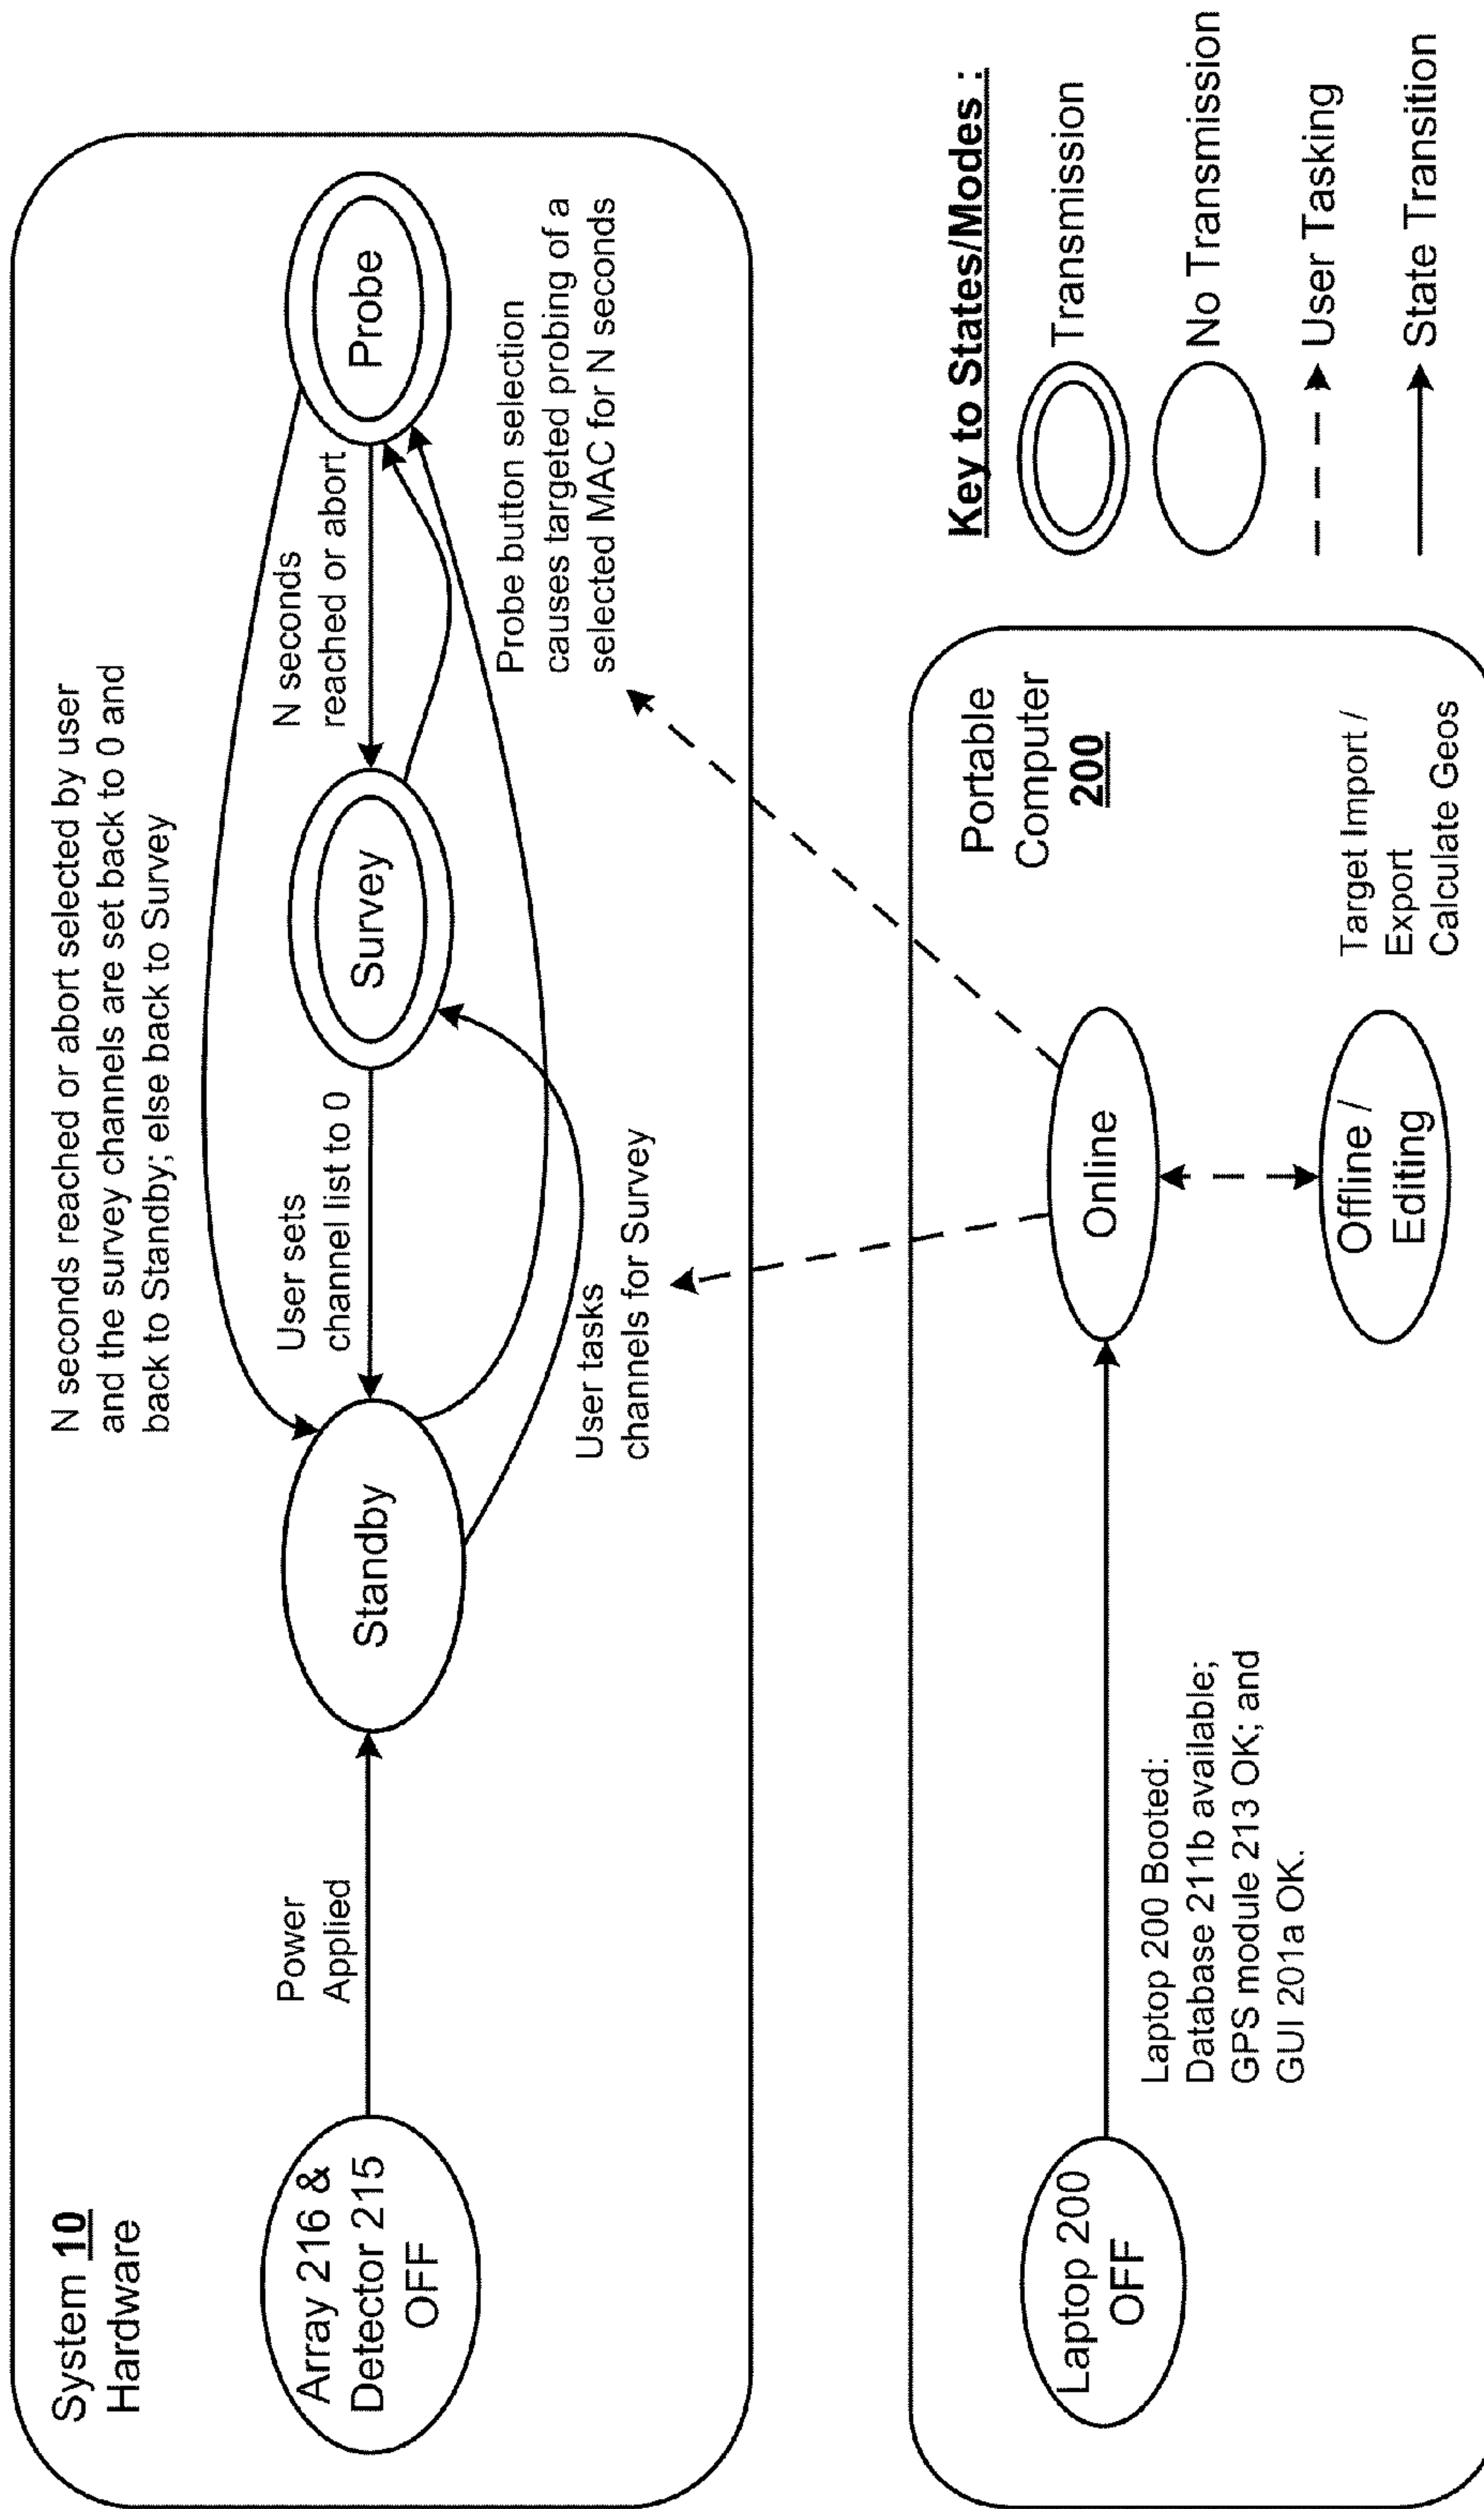 System 10
Hardware
N seconds reached or abort selected by user
and the survey channels are set back to 0 and
back to Standby; else back to Survey
Array 216 &
Detector 215
OFF
Power
Applied
Standby
User sets
channel list to 0
Survey
N seconds
reached or abort
Probe
User tasks
channels for Survey
Probe button selection
causes targeted probing of a
selected MAC for N seconds
Portable
Computer
200
Laptop 200
OFF
Laptop 200 Booted:
Database 211b available;
GPS module 213 OK; and
GUI 201a OK.
Online
Offline /
Editing
Target Import /
Export
Calculate Geos
Key to States/Modes :
Transmission
No Transmission
User Tasking
State Transition